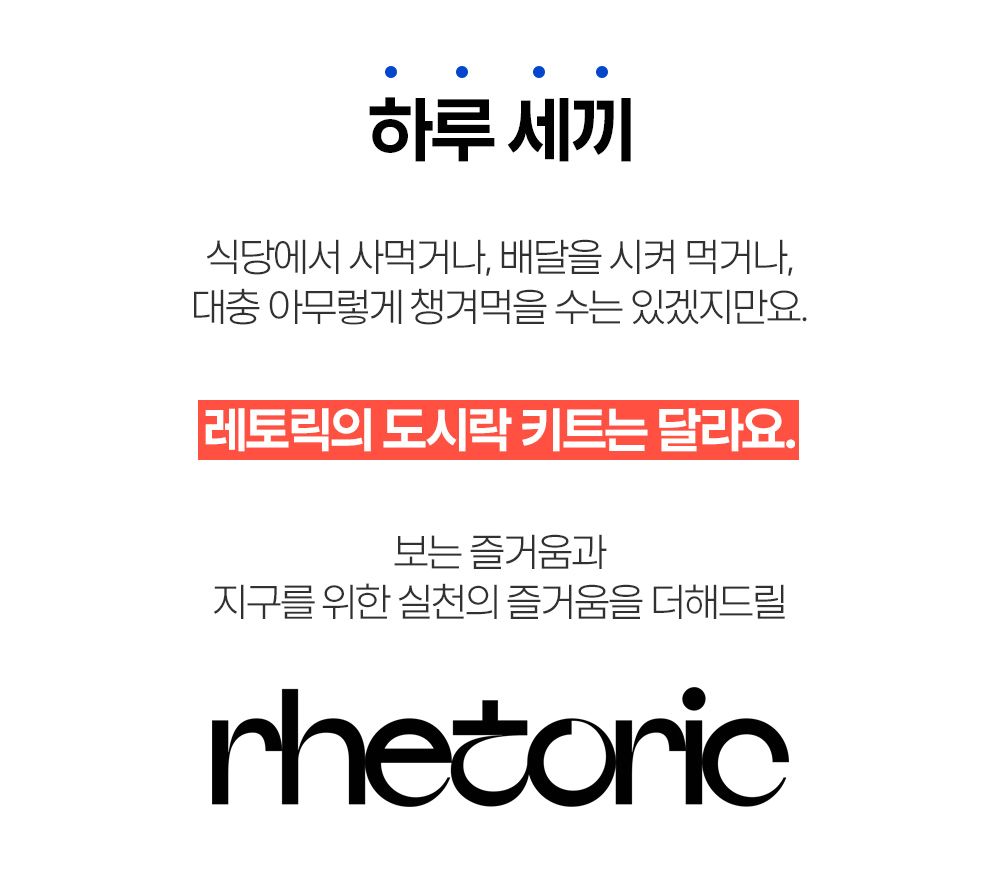 하루 세끼
식당에서 사먹거나, 배달을 시켜 먹거나,
대충 아무렇게 챙겨먹을 수는 있겠지만요.
레토릭의 도시락 키트는 달라요.
보는 즐거움과
지구를 위한 실천의 즐거움을 더해드릴
rhetoric